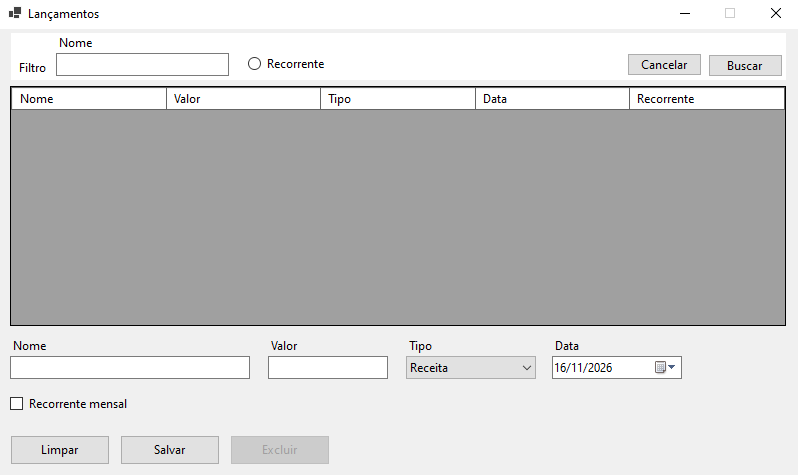 Lançamentos
Nome
Filtro
Recorrente
Cancelar
Buscar
Nome Valor Tipo Data Recorrente
Nome Valor Tipo Data
Receita 16/11/2026
Recorrente mensal
Limpar Salvar Excluir